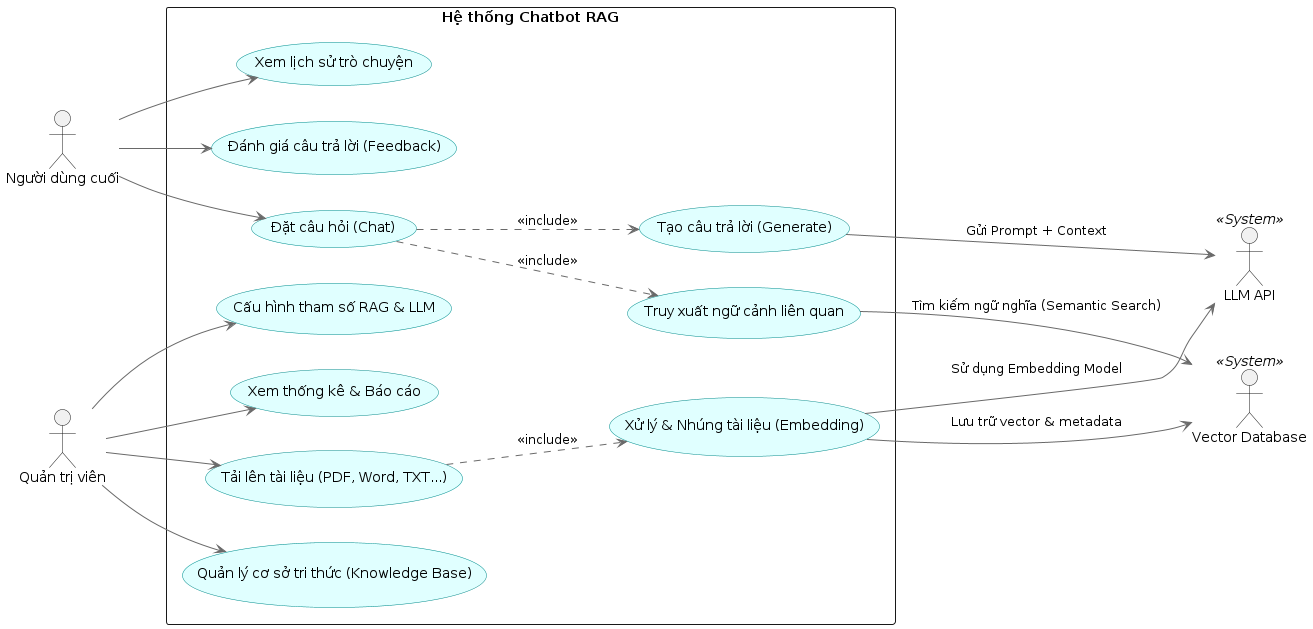 Hệ thống Chatbot RAG
Xem lịch sử trò chuyện
Đánh giá câu trả lời (Feedback)
Người dùng cuối
Đặt câu hỏi (Chat)
«include»
Tạo câu trả lời (Generate)
Gửi Prompt + Context
«System»
LLM API
«include»
Cấu hình tham số RAG & LLM
Truy xuất ngữ cảnh liên quan
Tìm kiếm ngữ nghĩa (Semantic Search)
«System»
Vector Database
Xem thống kê & Báo cáo
Sử dụng Embedding Model
Quản trị viên
Tải lên tài liệu (PDF, Word, TXT...)
«include»
Xử lý & Nhúng tài liệu (Embedding)
Lưu trữ vector & metadata
Quản lý cơ sở tri thức (Knowledge Base)